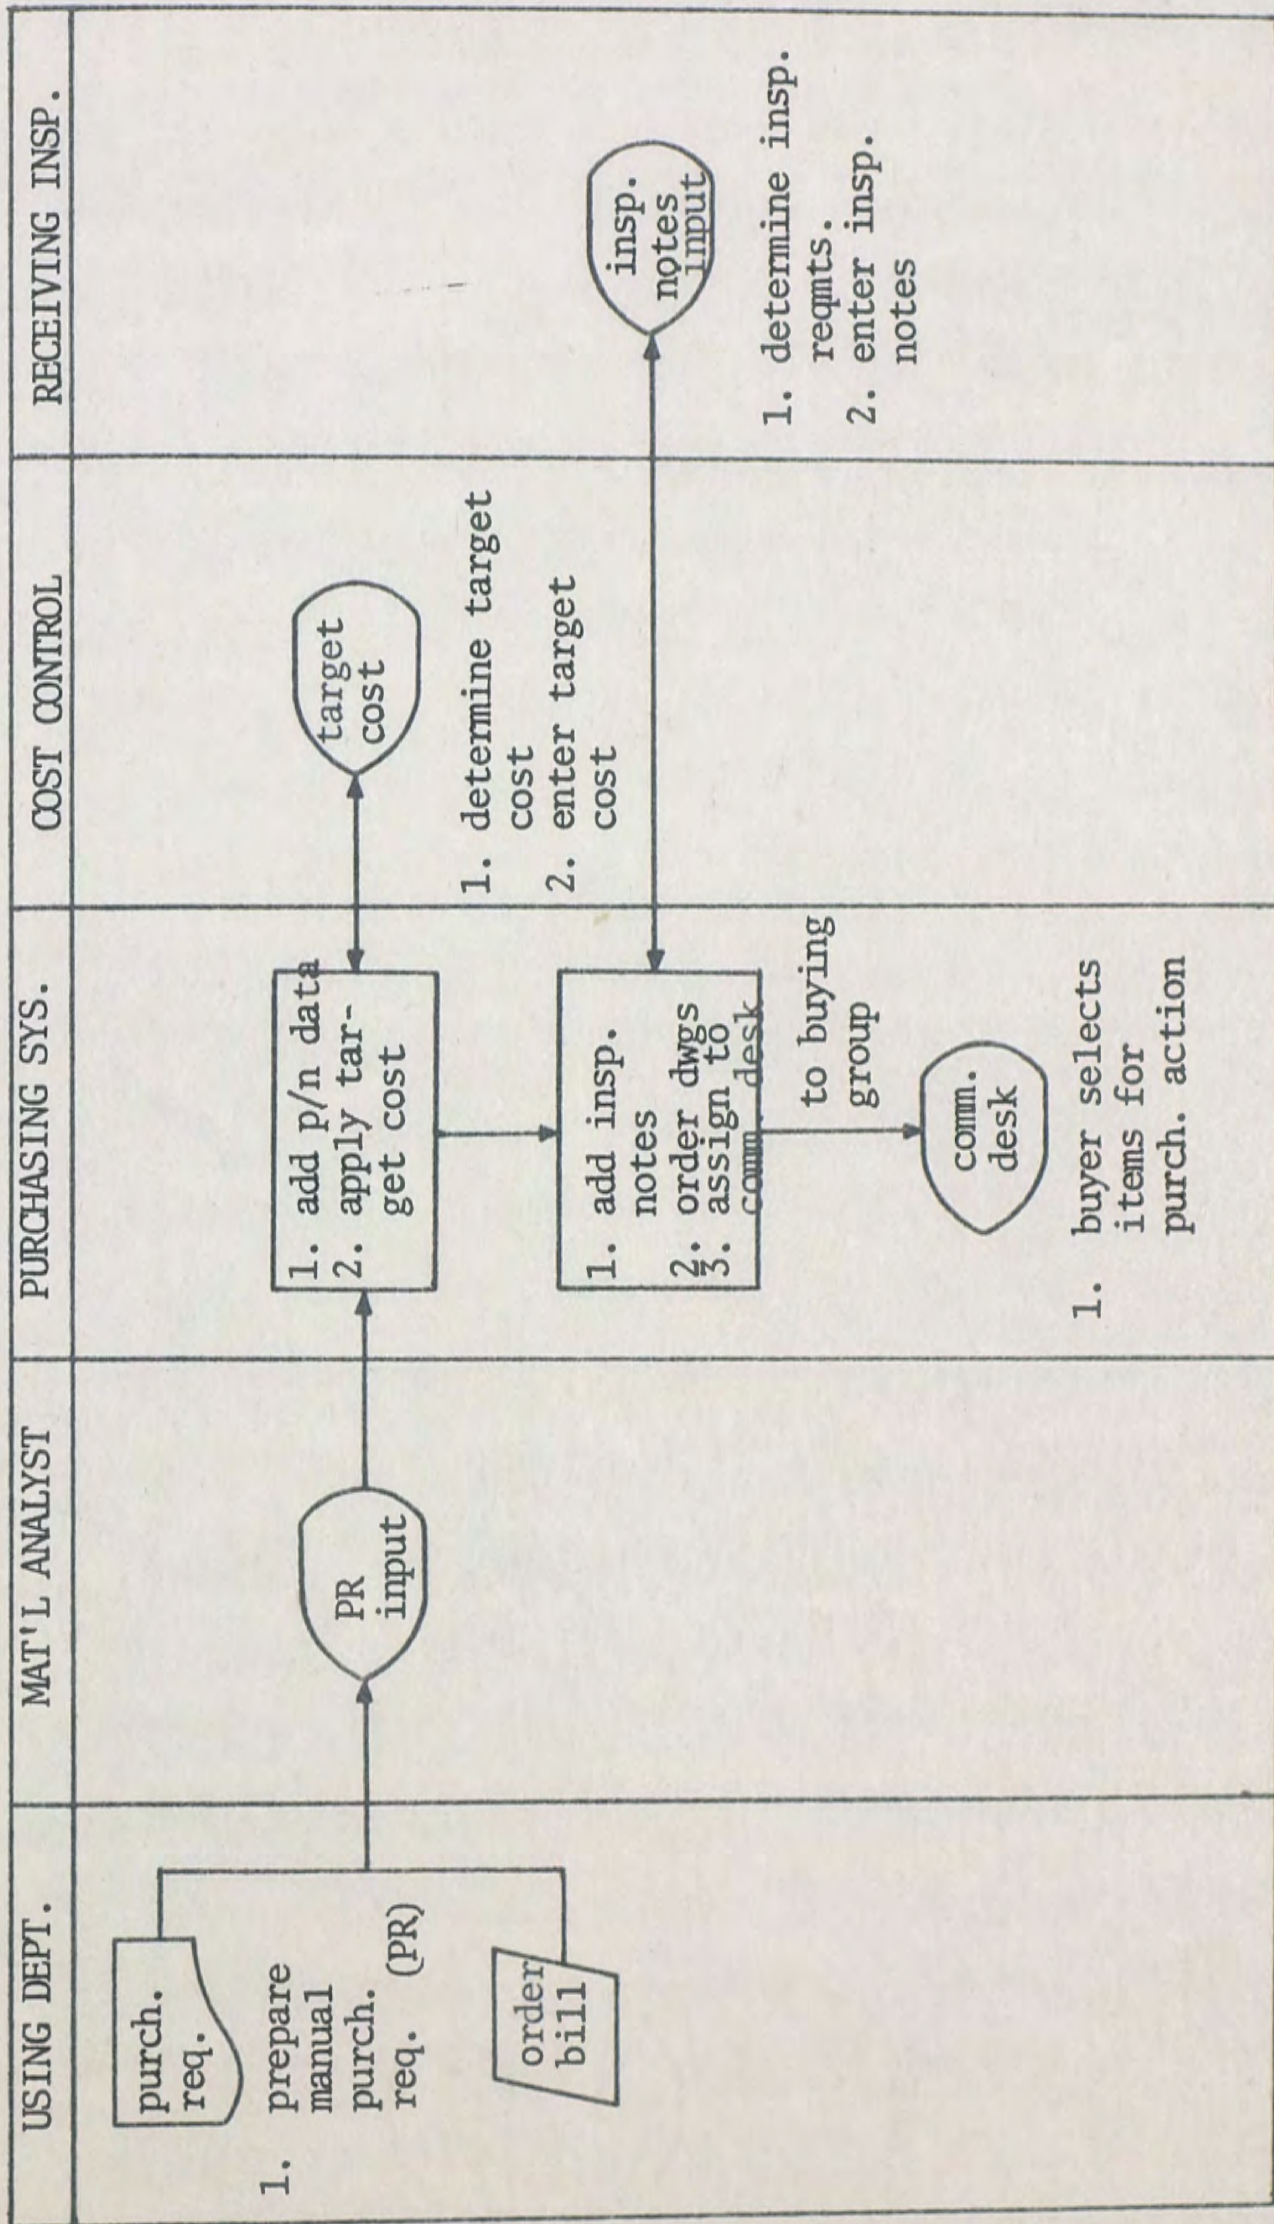 USING DEPT.
MAT'L ANALYST
PURCHASING SYS.
COST CONTROL
RECEIVING INSP.
purch.
req.
1. prepare
manual
purch.
req. (PR)
order
bill
PR
input
1. add p/n data
2. apply tar-
get cost
1. add insp.
notes
2. order dwgs
3. assign to
comm. desk
to buying
group
comm.
desk
1. buyer selects
items for
purch. action
target
cost
1. determine target
cost
2. enter target
cost
insp.
notes
input
1. determine insp.
reqmts.
2. enter insp.
notes